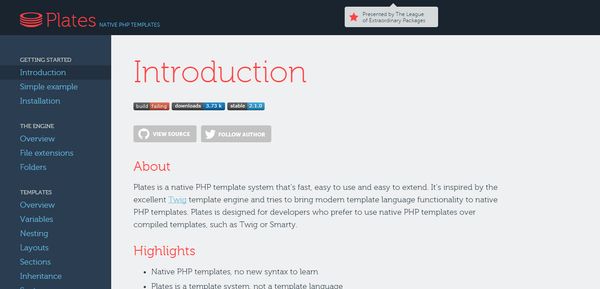 Plates NATIVE PHP TEMPLATES
Presented by The League
of Extraordinary Packages
GETTING STARTED
Introduction
Simple example
Installation
THE ENGINE
Overview
File extensions
Folders
TEMPLATES
Overview
Variables
Nesting
Layouts
Sections
Inheritance
Introduction
build failing downloads 3.73 k stable 2.1.0
VIEW SOURCE FOLLOW AUTHOR
About
Plates is a native PHP template system that's fast, easy to use and easy to extend. It's inspired by the
excellent Twig template engine and tries to bring modern template language functionality to native
PHP templates. Plates is designed for developers who prefer to use native PHP templates over
compiled templates, such as Twig or Smarty.
Highlights
• Native PHP templates, no new syntax to learn
• Plates is a template system, not a template language